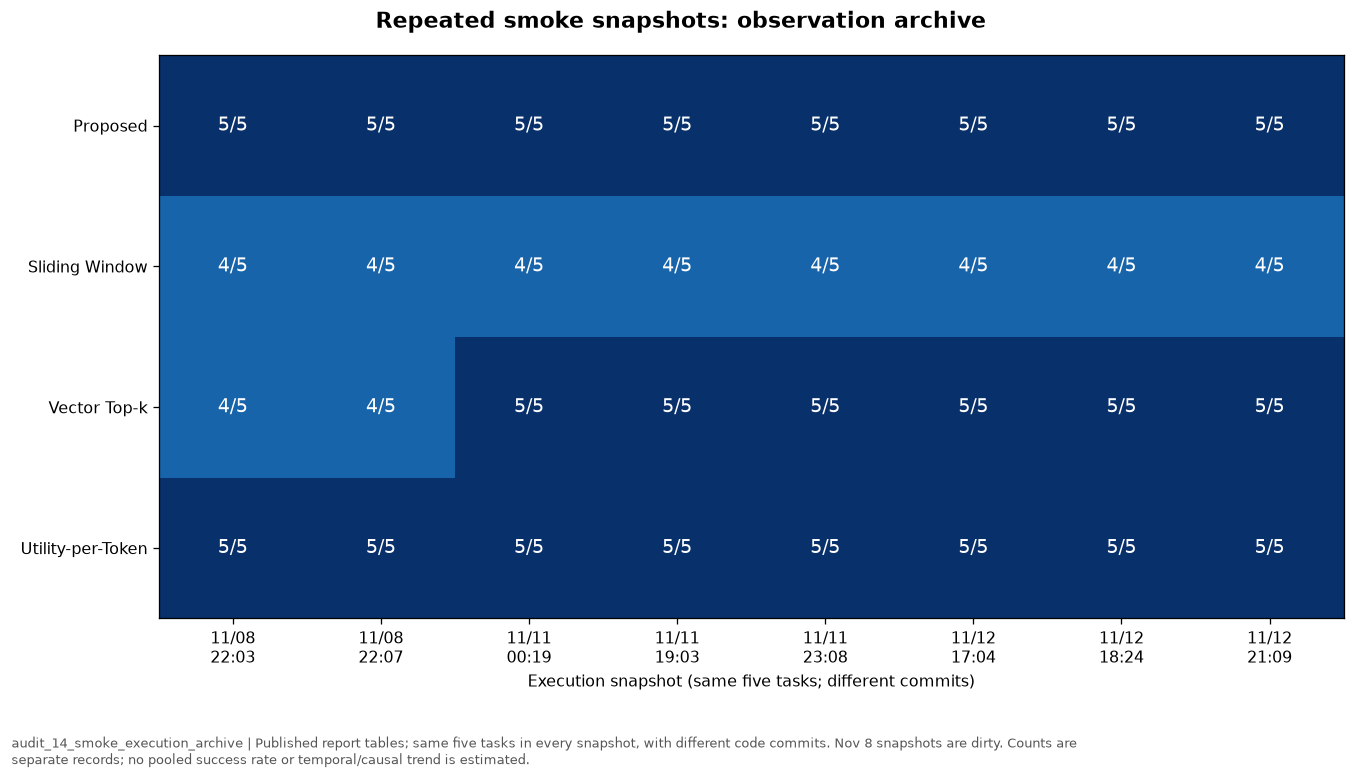 Repeated smoke snapshots: observation archive
Proposed 5/5 5/5 5/5 5/5 5/5 5/5 5/5 5/5
Sliding Window 4/5 4/5 4/5 4/5 4/5 4/5 4/5 4/5
Vector Top-k 4/5 4/5 5/5 5/5 5/5 5/5 5/5 5/5
Utility-per-Token 5/5 5/5 5/5 5/5 5/5 5/5 5/5 5/5
11/08 11/08 11/11 11/11 11/11 11/12 11/12 11/12
22:03 22:07 00:19 19:03 23:08 17:04 18:24 21:09
Execution snapshot (same five tasks; different commits)
audit_14_smoke_execution_archive | Published report tables; same five tasks in every snapshot, with different code commits. Nov 8 snapshots are dirty. Counts are
separate records; no pooled success rate or temporal/causal trend is estimated.